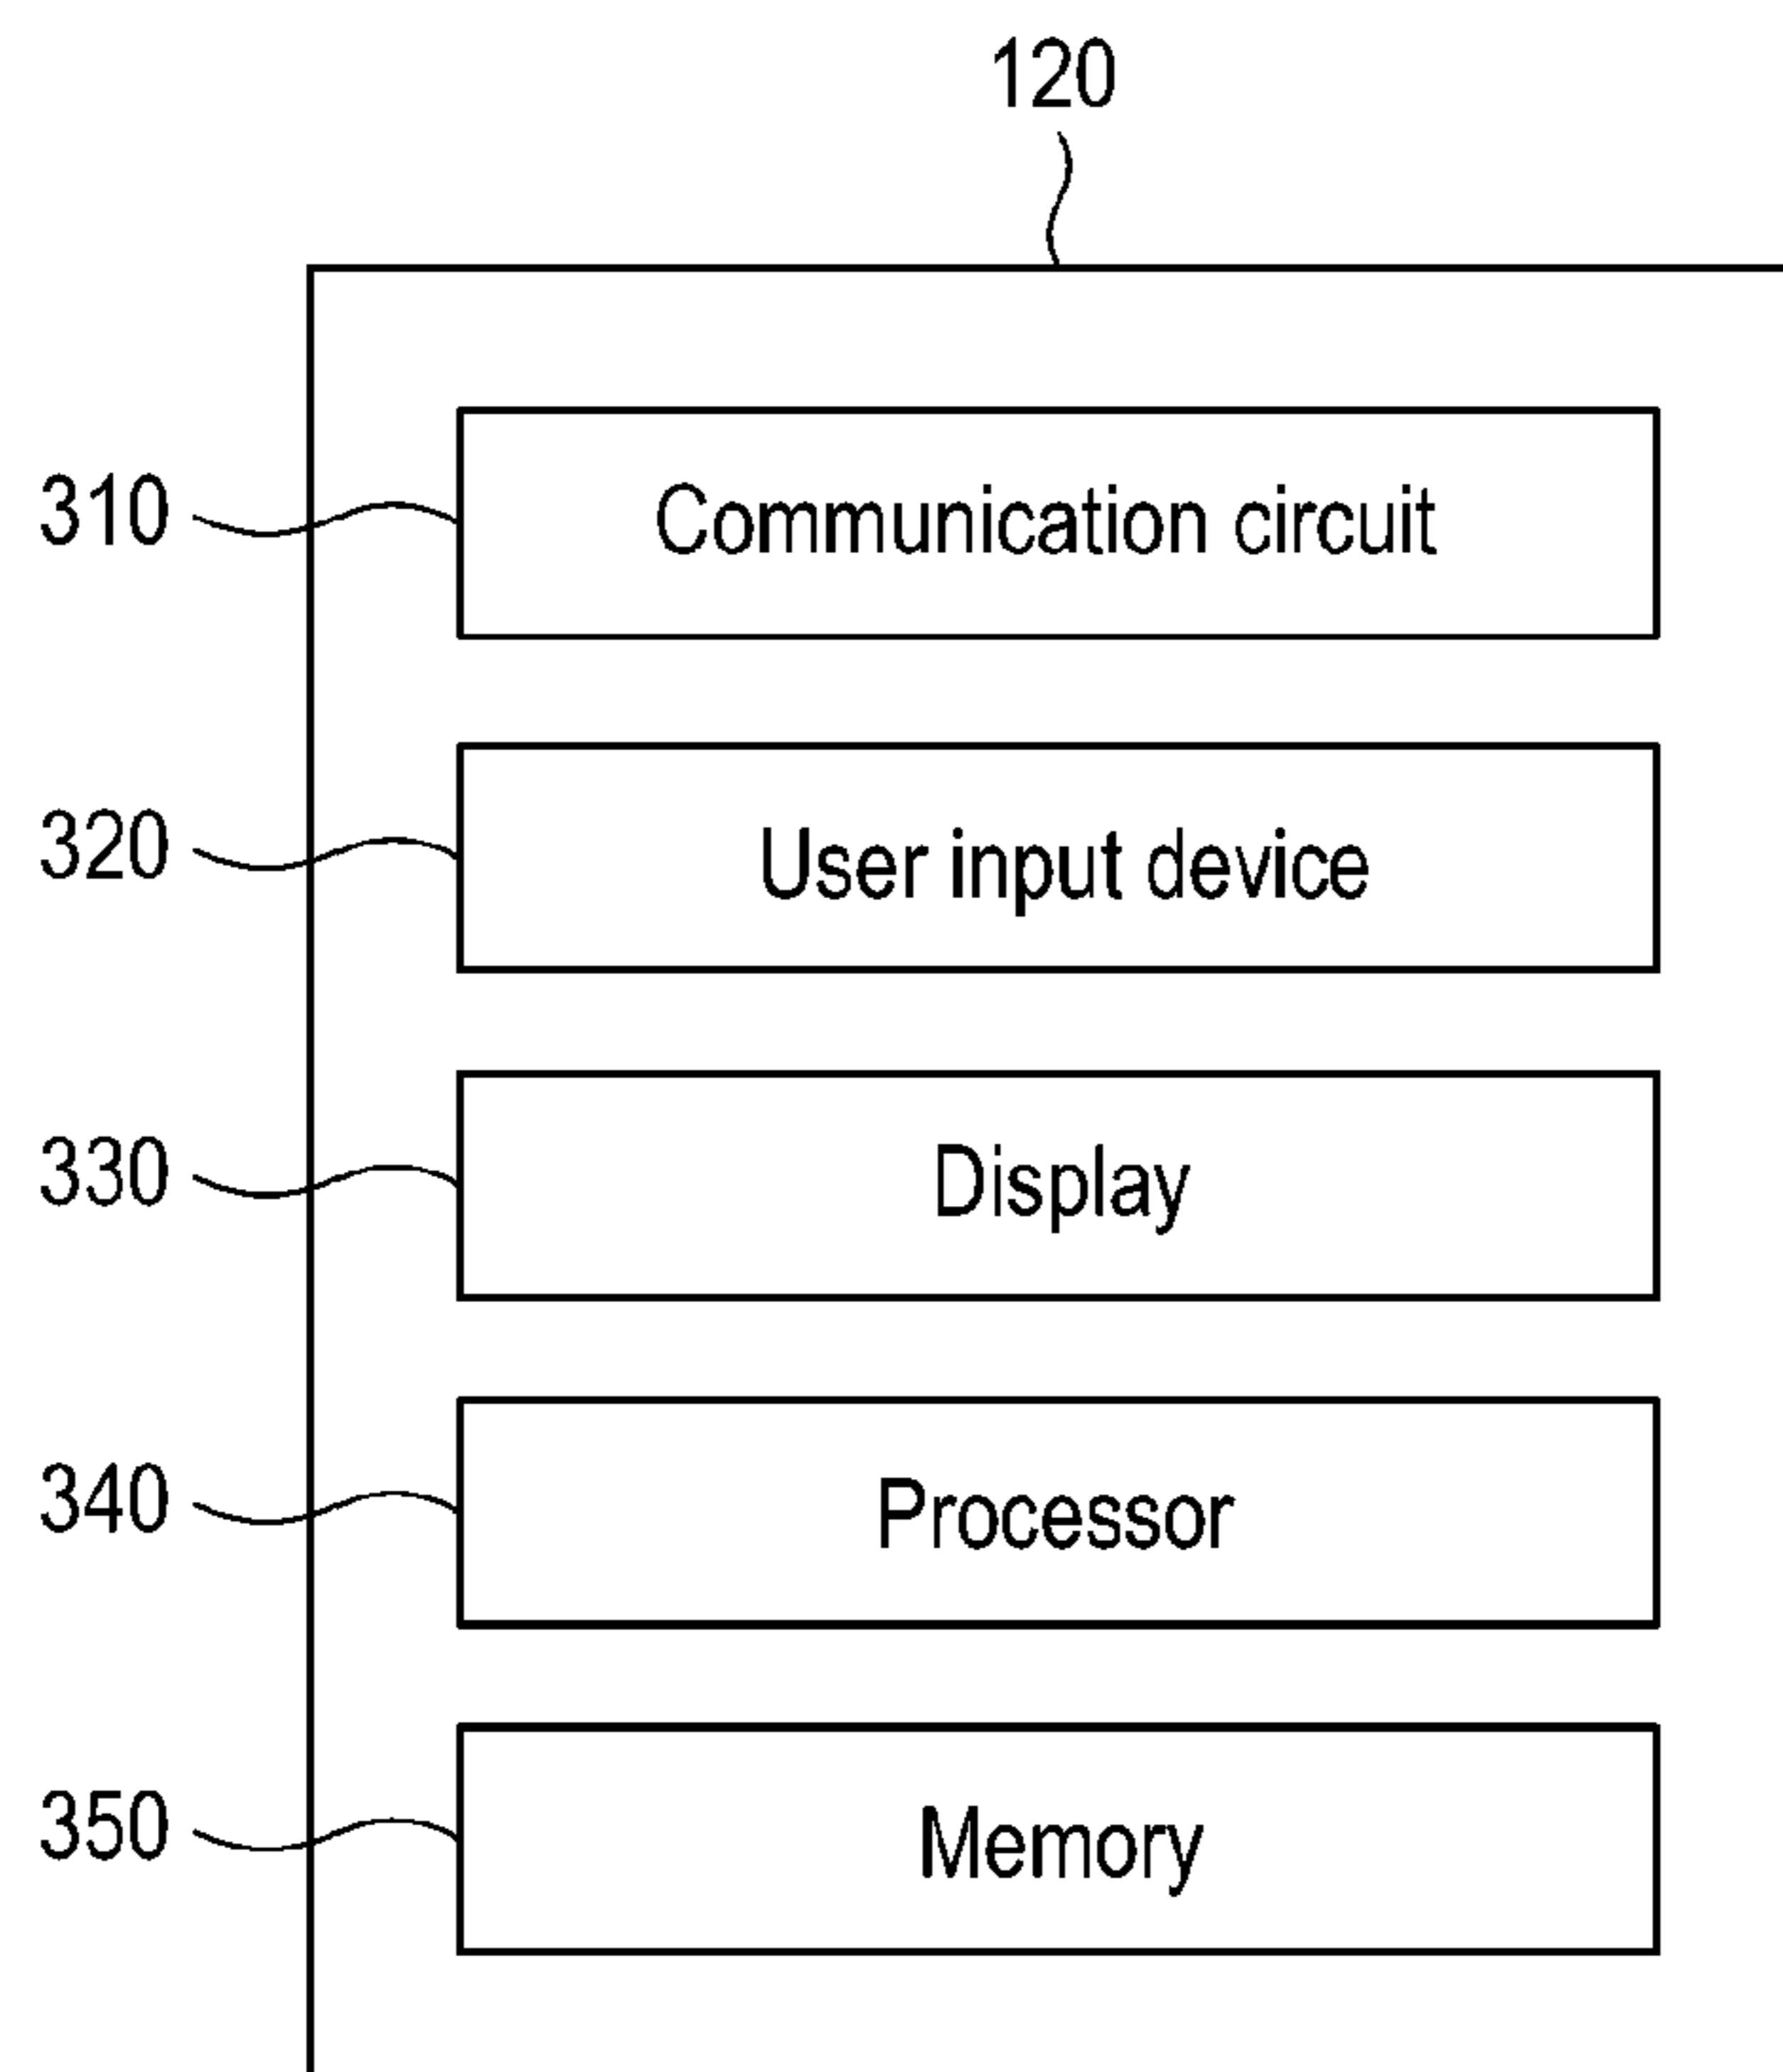 120
310 Communication circuit
320 User input device
330 Display
340 Processor
350 Memory